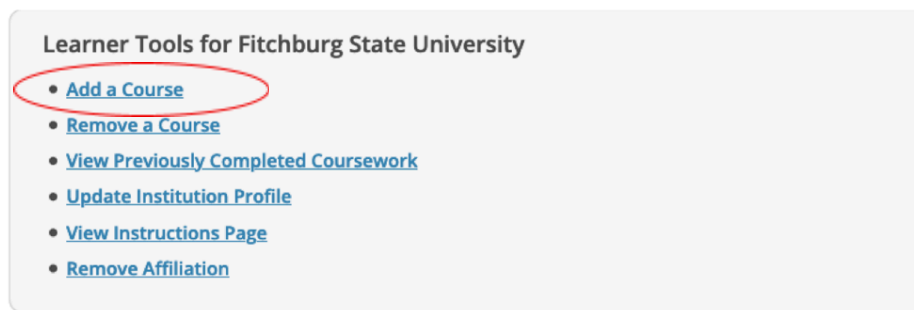 Learner Tools for Fitchburg State University
• Add a Course
• Remove a Course
• View Previously Completed Coursework
• Update Institution Profile
• View Instructions Page
• Remove Affiliation